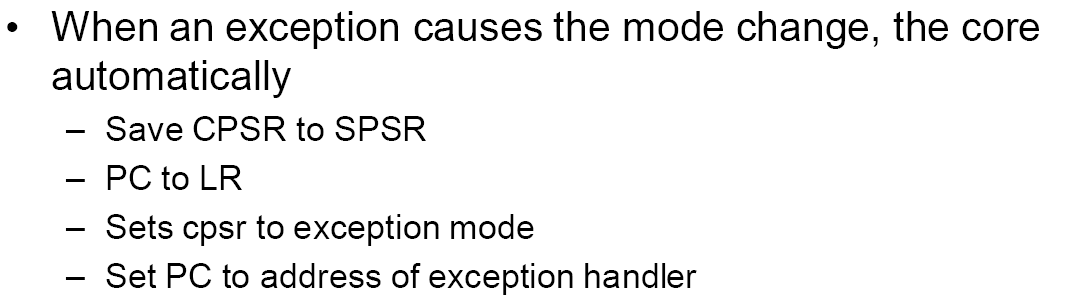 • When an exception causes the mode change, the core
automatically
– Save CPSR to SPSR
– PC to LR
– Sets cpsr to exception mode
– Set PC to address of exception handler